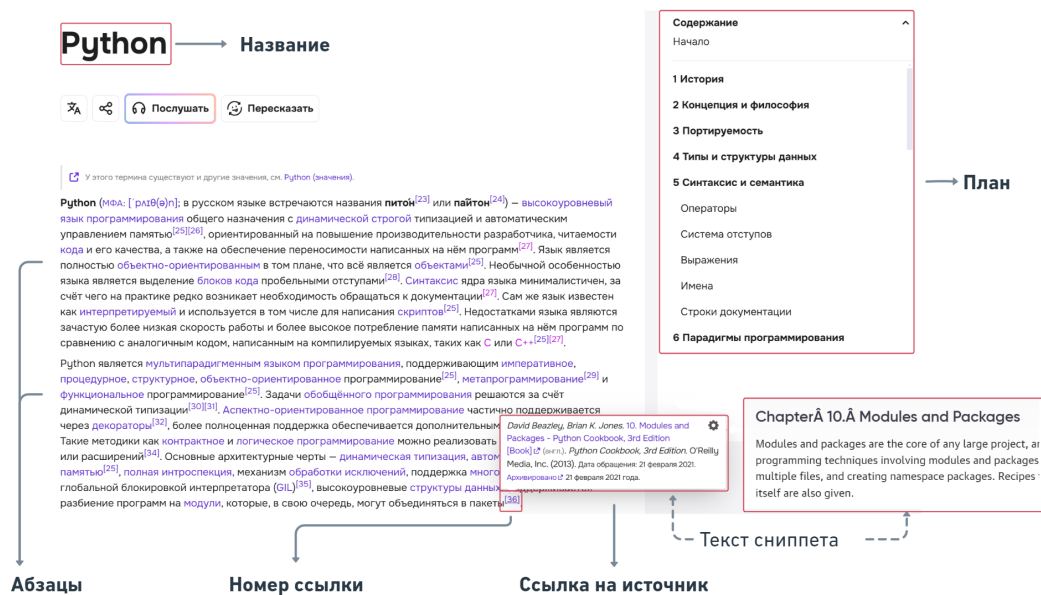 Python
Название
Послушать
Пересказать
У этого термина существуют и другие значения, см. Python (значения).
Python (МФА: [ˈpʌɪθ(ə)n]; в русском языке встречаются названия пито́н[23] или па́йтон[24]) — высокоуровневый
язык программирования общего назначения с динамической строгой типизацией и автоматическим
управлением памятью[25][26], ориентированный на повышение производительности разработчика, читаемости
кода и его качества, а также на обеспечение переносимости написанных на нём программ[27]. Язык является
полностью объектно-ориентированным в том плане, что всё является объектами[25]. Необычной особенностью
языка является выделение блоков кода пробельными отступами[28]. Синтаксис ядра языка минималистичен, за
счёт чего на практике редко возникает необходимость обращаться к документации[27]. Сам же язык известен
как интерпретируемый и используется в том числе для написания скриптов[25]. Недостатками языка являются
зачастую более низкая скорость работы и более высокое потребление памяти написанных на нём программ по
сравнению с аналогичным кодом, написанным на компилируемых языках, таких как C или C++[25][27].
Python является мультипарадигменным языком программирования, поддерживающим императивное,
процедурное, структурное, объектно-ориентированное программирование[25], метапрограммирование[29] и
функциональное программирование[25]. Задачи обобщённого программирования решаются за счёт
динамической типизации[30][31]. Аспектно-ориентированное программирование частично поддерживается
через декораторы[32], более полноценная поддержка обеспечивается дополнительным
Такие методики как контрактное и логическое программирование можно реализовать
или расширений[34]. Основные архитектурные черты — динамическая типизация, автом
памятью[25], полная интроспекция, механизм обработки исключений, поддержка много
глобальной блокировкой интерпретатора (GIL)[35], высокоуровневые структуры данных
разбиение программ на модули, которые, в свою очередь, могут объединяться в пакеты[36]
David Beazley, Brian K. Jones. 10. Modules and
Packages - Python Cookbook, 3rd Edition
[Book] (англ.). Python Cookbook, 3rd Edition. O'Reilly
Media, Inc. (2013). Дата обращения: 21 февраля 2021.
Архивировано 21 февраля 2021 года.
Содержание
Начало
1 История
2 Концепция и философия
3 Портируемость
4 Типы и структуры данных
5 Синтаксис и семантика
Операторы
Система отступов
Выражения
Имена
Строки документации
6 Парадигмы программирования
План
ChapterÂ 10.Â Modules and Packages
Modules and packages are the core of any large project, an
programming techniques involving modules and packages
multiple files, and creating namespace packages. Recipes
itself are also given.
Текст сниппета
Абзацы
Номер ссылки
Ссылка на источник